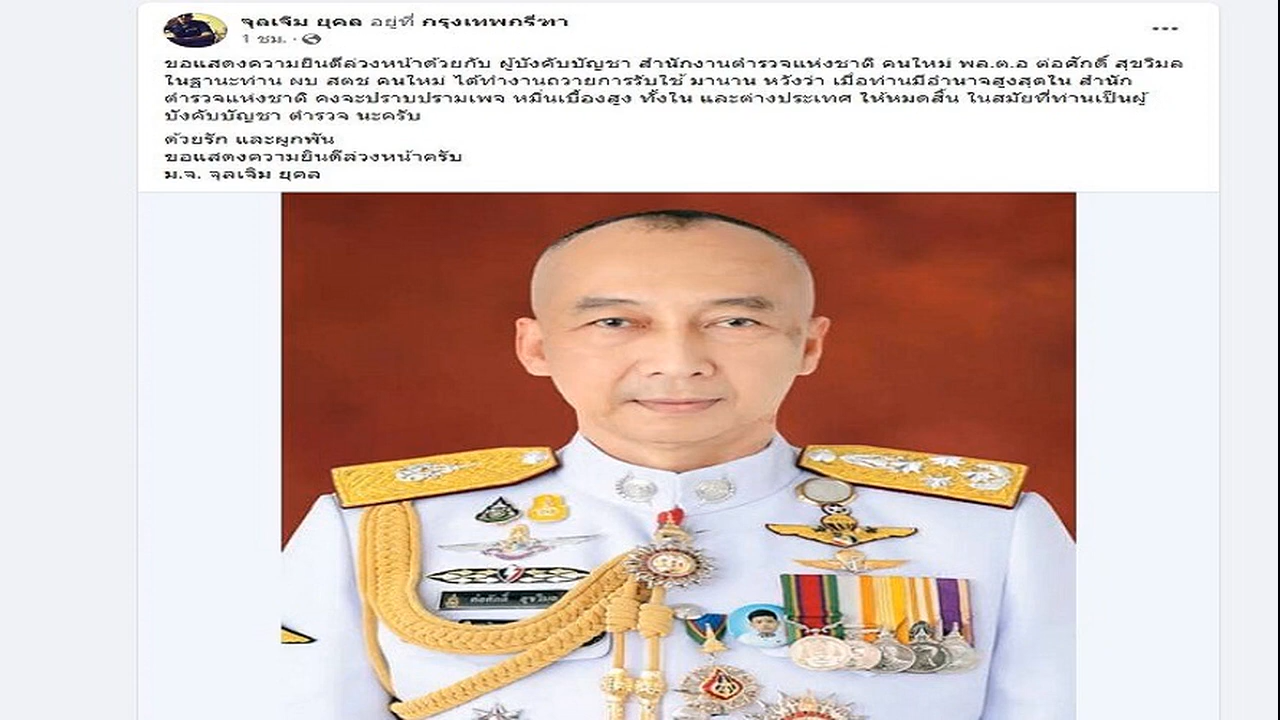 จุลเจิม ยุคล อยู่ที่ กรุงเทพกรีฑา
1 ชม. ·
ขอแสดงความยินดีล่วงหน้าด้วยกับ ผู้บังคับบัญชา สำนักงานตำรวจแห่งชาติ คนใหม่ พล.ต.อ ต่อศักดิ์ สุขวิมล
ในฐานะท่าน ผบ สตช คนใหม่ ได้ทำงานถวายการรับใช้ มานาน หวังว่า เมื่อท่านมีอำนาจสูงสุดใน สำนัก
ตำรวจแห่งชาติ คงจะปราบปรามเพจ หมิ่นเบื้องสูง ทั้งใน และต่างประเทศ ให้หมดสิ้น ในสมัยที่ท่านเป็นผู้
บังคับบัญชา ตำรวจ นะครับ
ด้วยรัก และผูกพัน
ขอแสดงความยินดีล่วงหน้าครับ
ม.จ. จุลเจิม ยุคล
ต่อศักดิ์ สุขวิมล